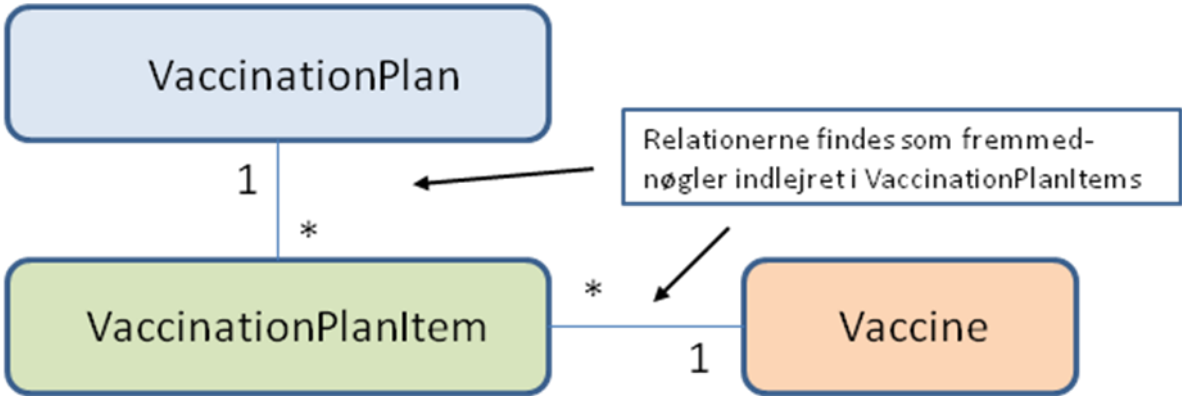 VaccinationPlan
Relationerne findes som fremmed-
nøgler indlejret i VaccinationPlanItems
1
*
VaccinationPlanItem
*
1
Vaccine